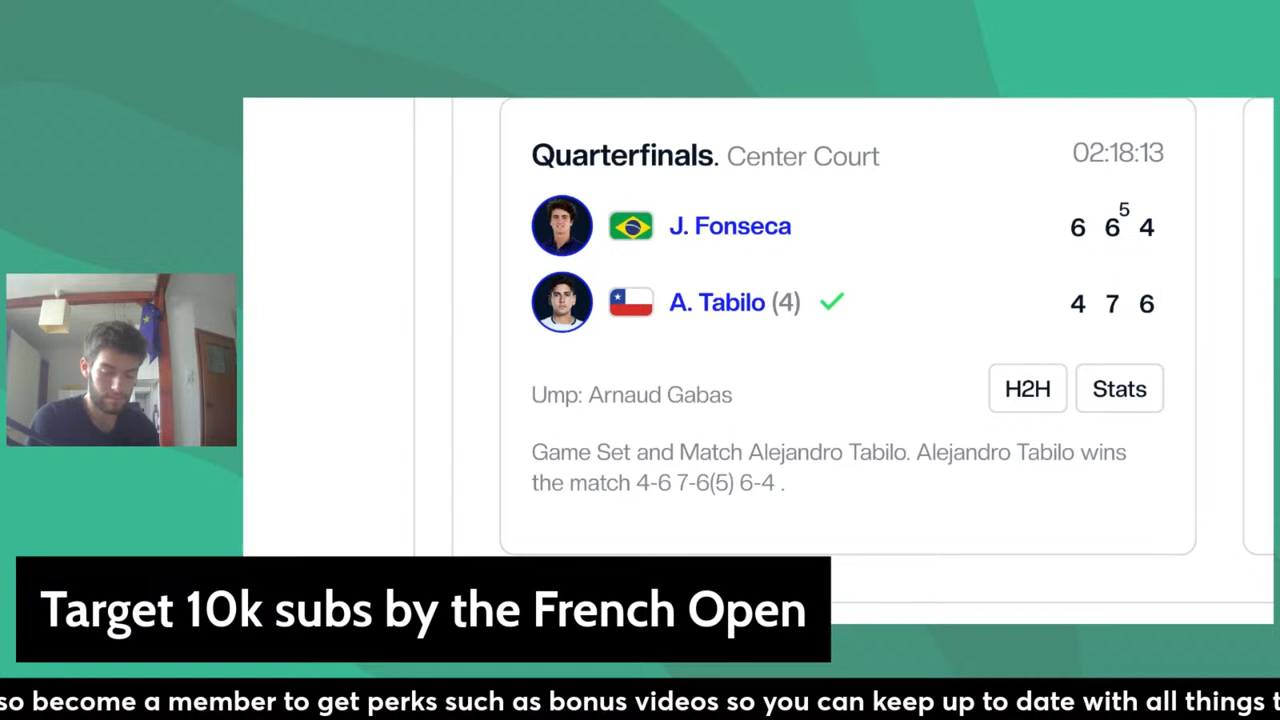 Quarterfinals. Center Court 02:18:13
J. Fonseca 6 6 5 4
A. Tabilo (4) 4 7 6
Ump: Arnaud Gabas H2H Stats
Game Set and Match Alejandro Tabilo. Alejandro Tabilo wins
the match 4-6 7-6(5) 6-4 .
Target 10k subs by the French Open
so become a member to get perks such as bonus videos so you can keep up to date with all things t